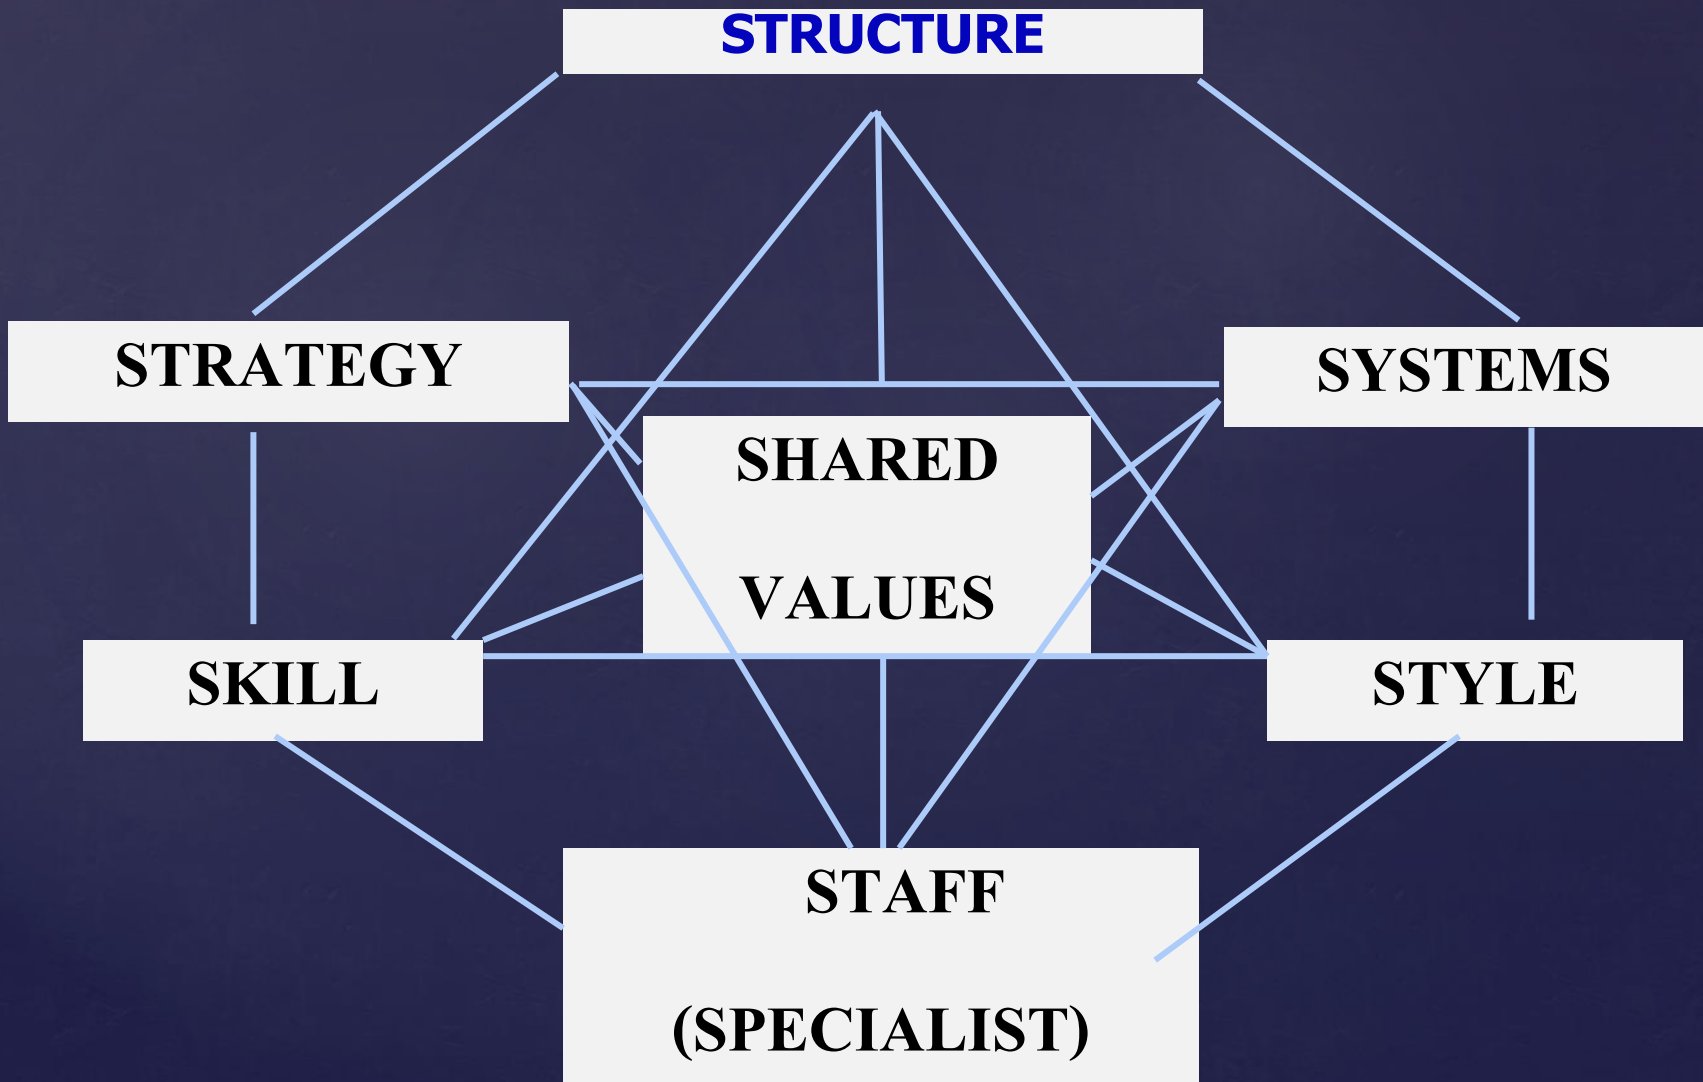 STRUCTURE
STRATEGY
SYSTEMS
SHARED
VALUES
SKILL
STYLE
STAFF
(SPECIALIST)